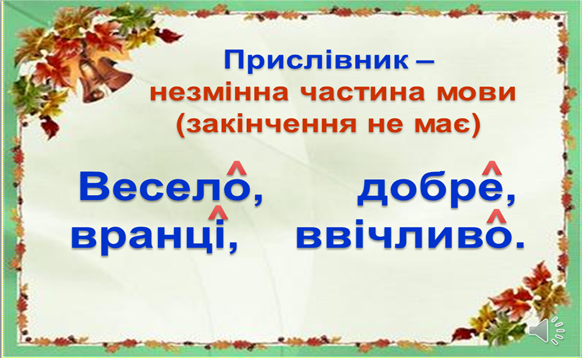 Прислівник –
незмінна частина мови
(закінчення не має)
Весело, добре,
вранці, ввічливо.